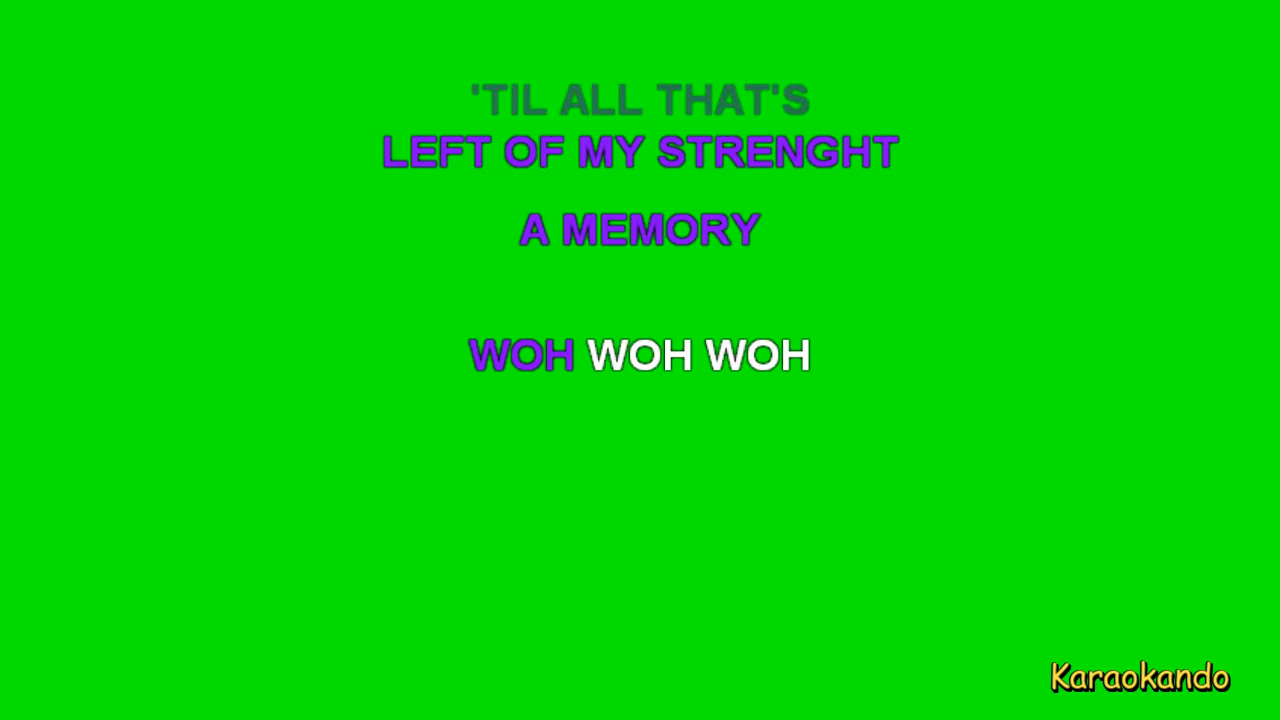 'TIL ALL THAT'S
LEFT OF MY STRENGHT
A MEMORY
WOH WOH WOH
Karaokando